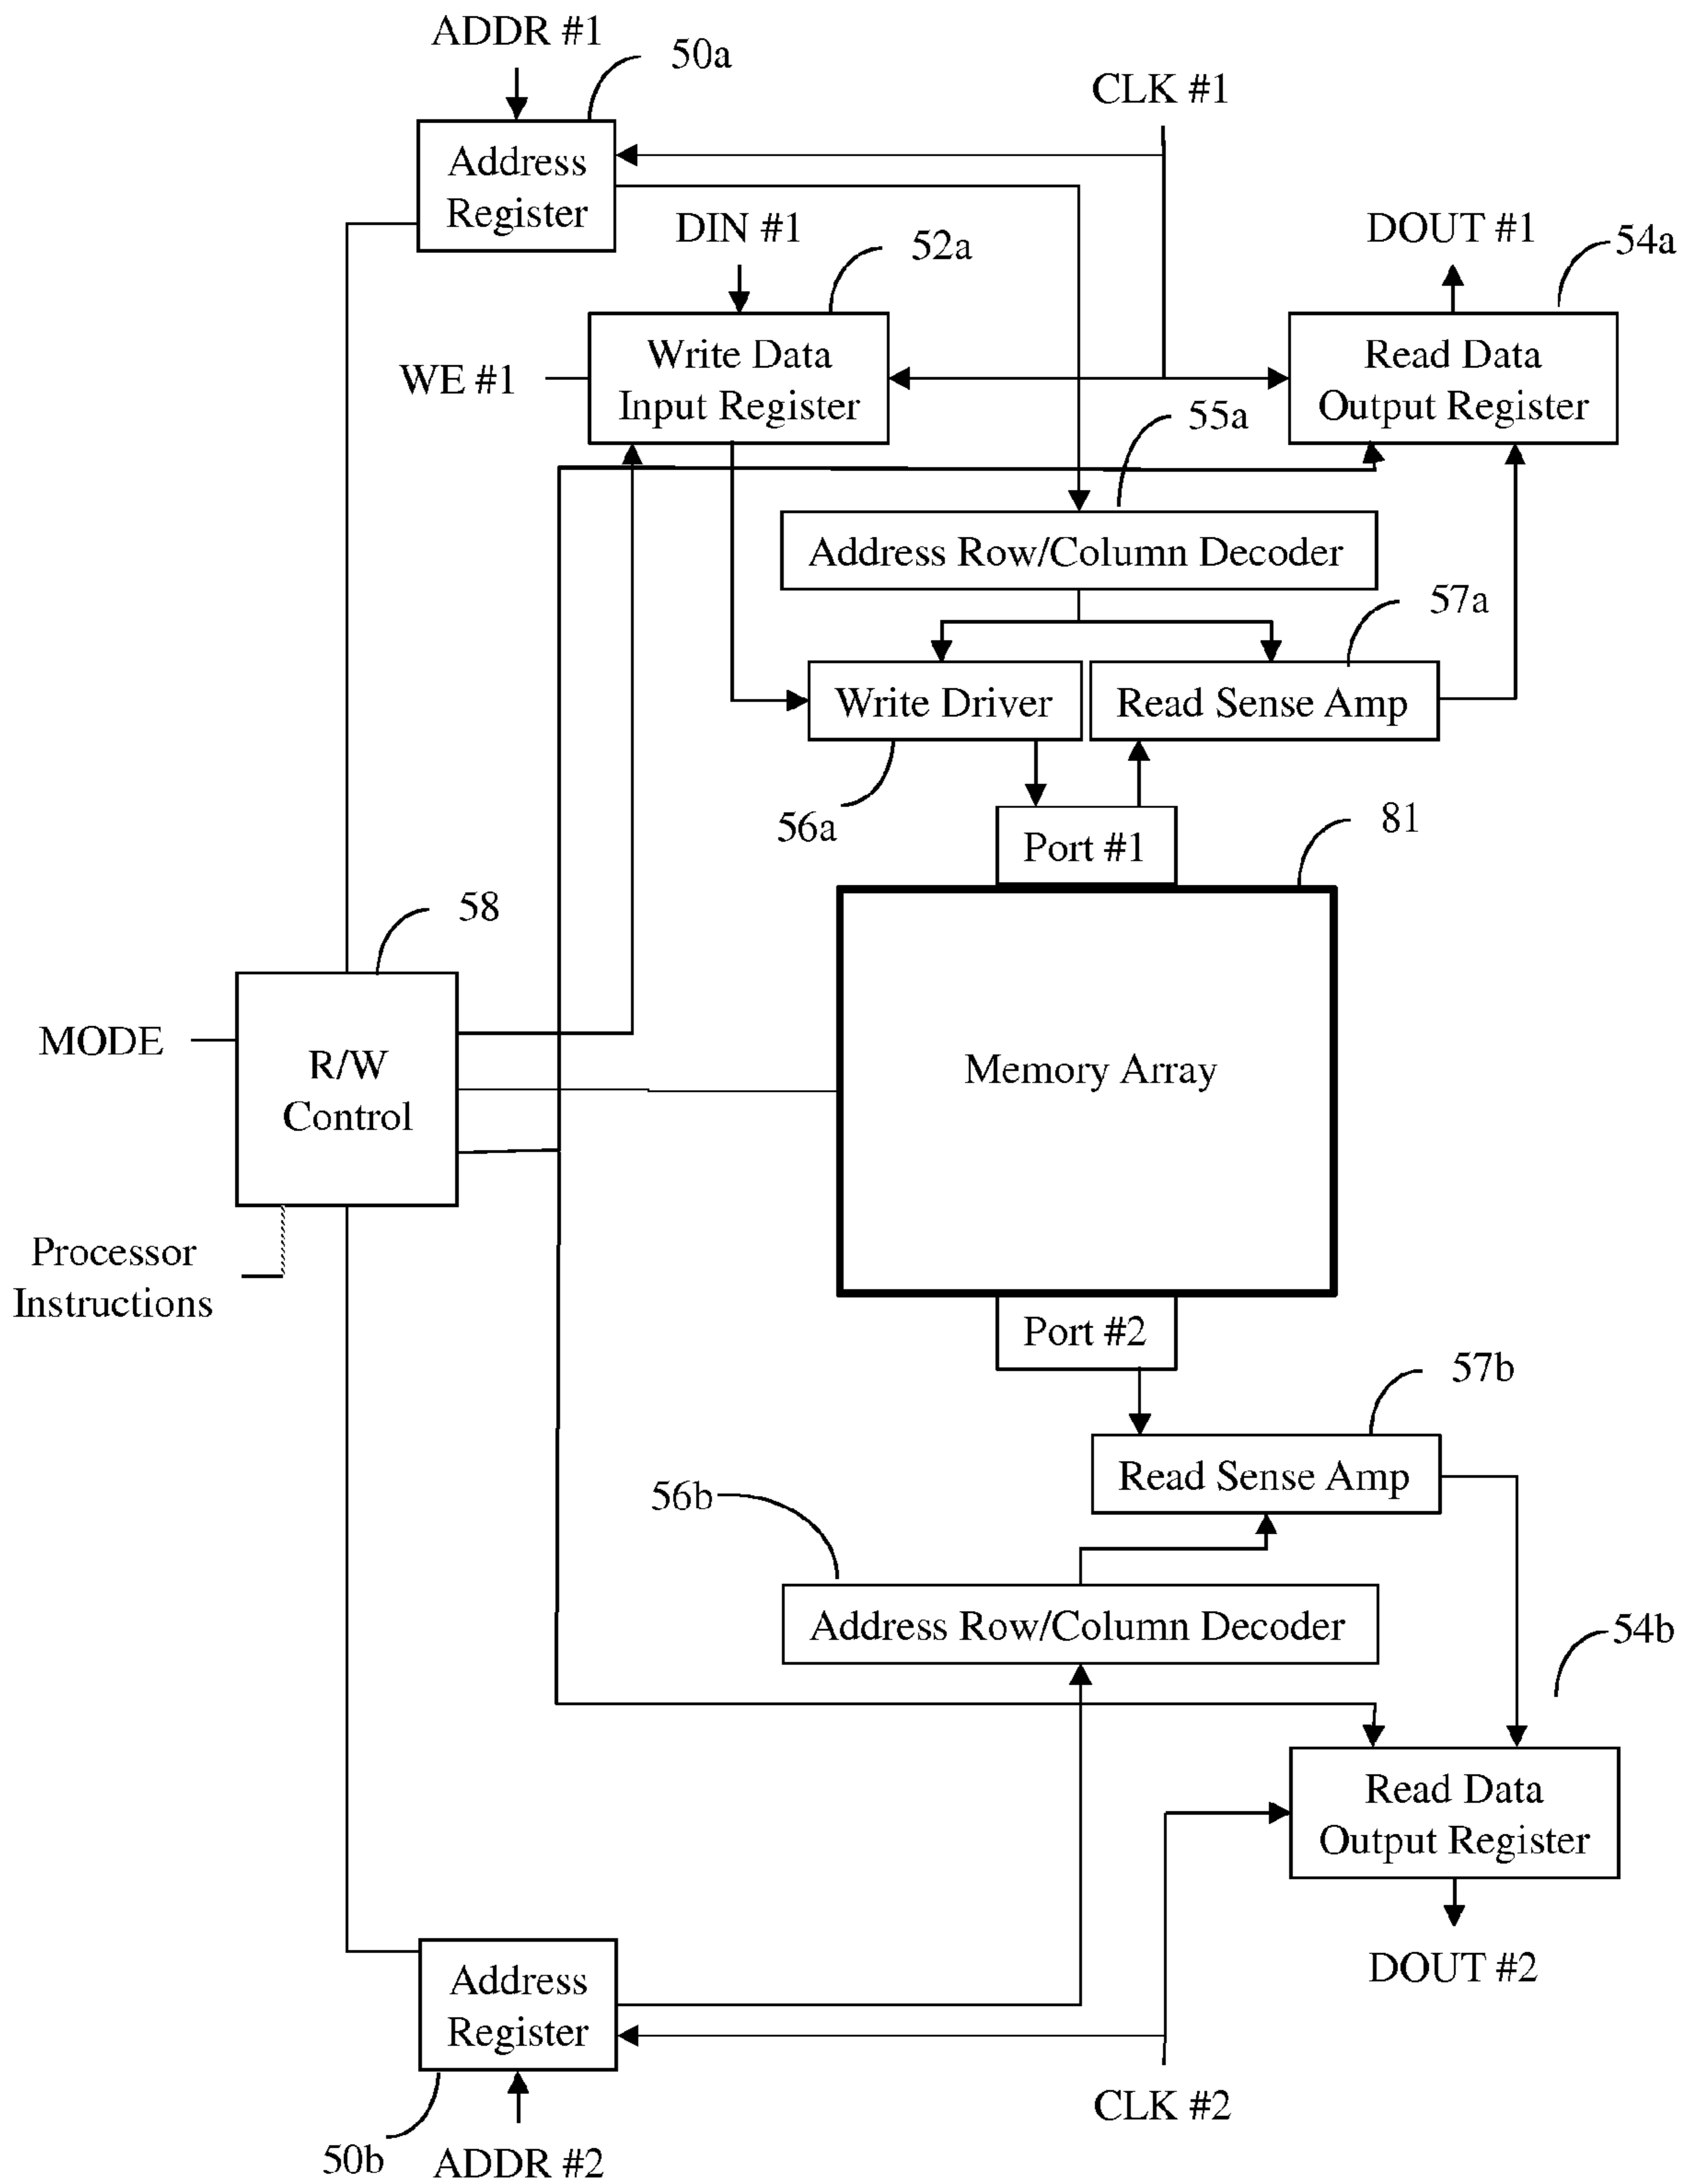 ADDR #1
50a
CLK #1
Address
Register
DIN #1
52a
DOUT #1
54a
WE #1
Write Data
Input Register
Read Data
Output Register
55a
Address Row/Column Decoder
57a
Write Driver
Read Sense Amp
56a
Port #1
81
58
MODE
R/W
Control
Memory Array
Processor
Instructions
Port #2
57b
Read Sense Amp
56b
Address Row/Column Decoder
54b
Read Data
Output Register
DOUT #2
Address
Register
CLK #2
50b
ADDR #2